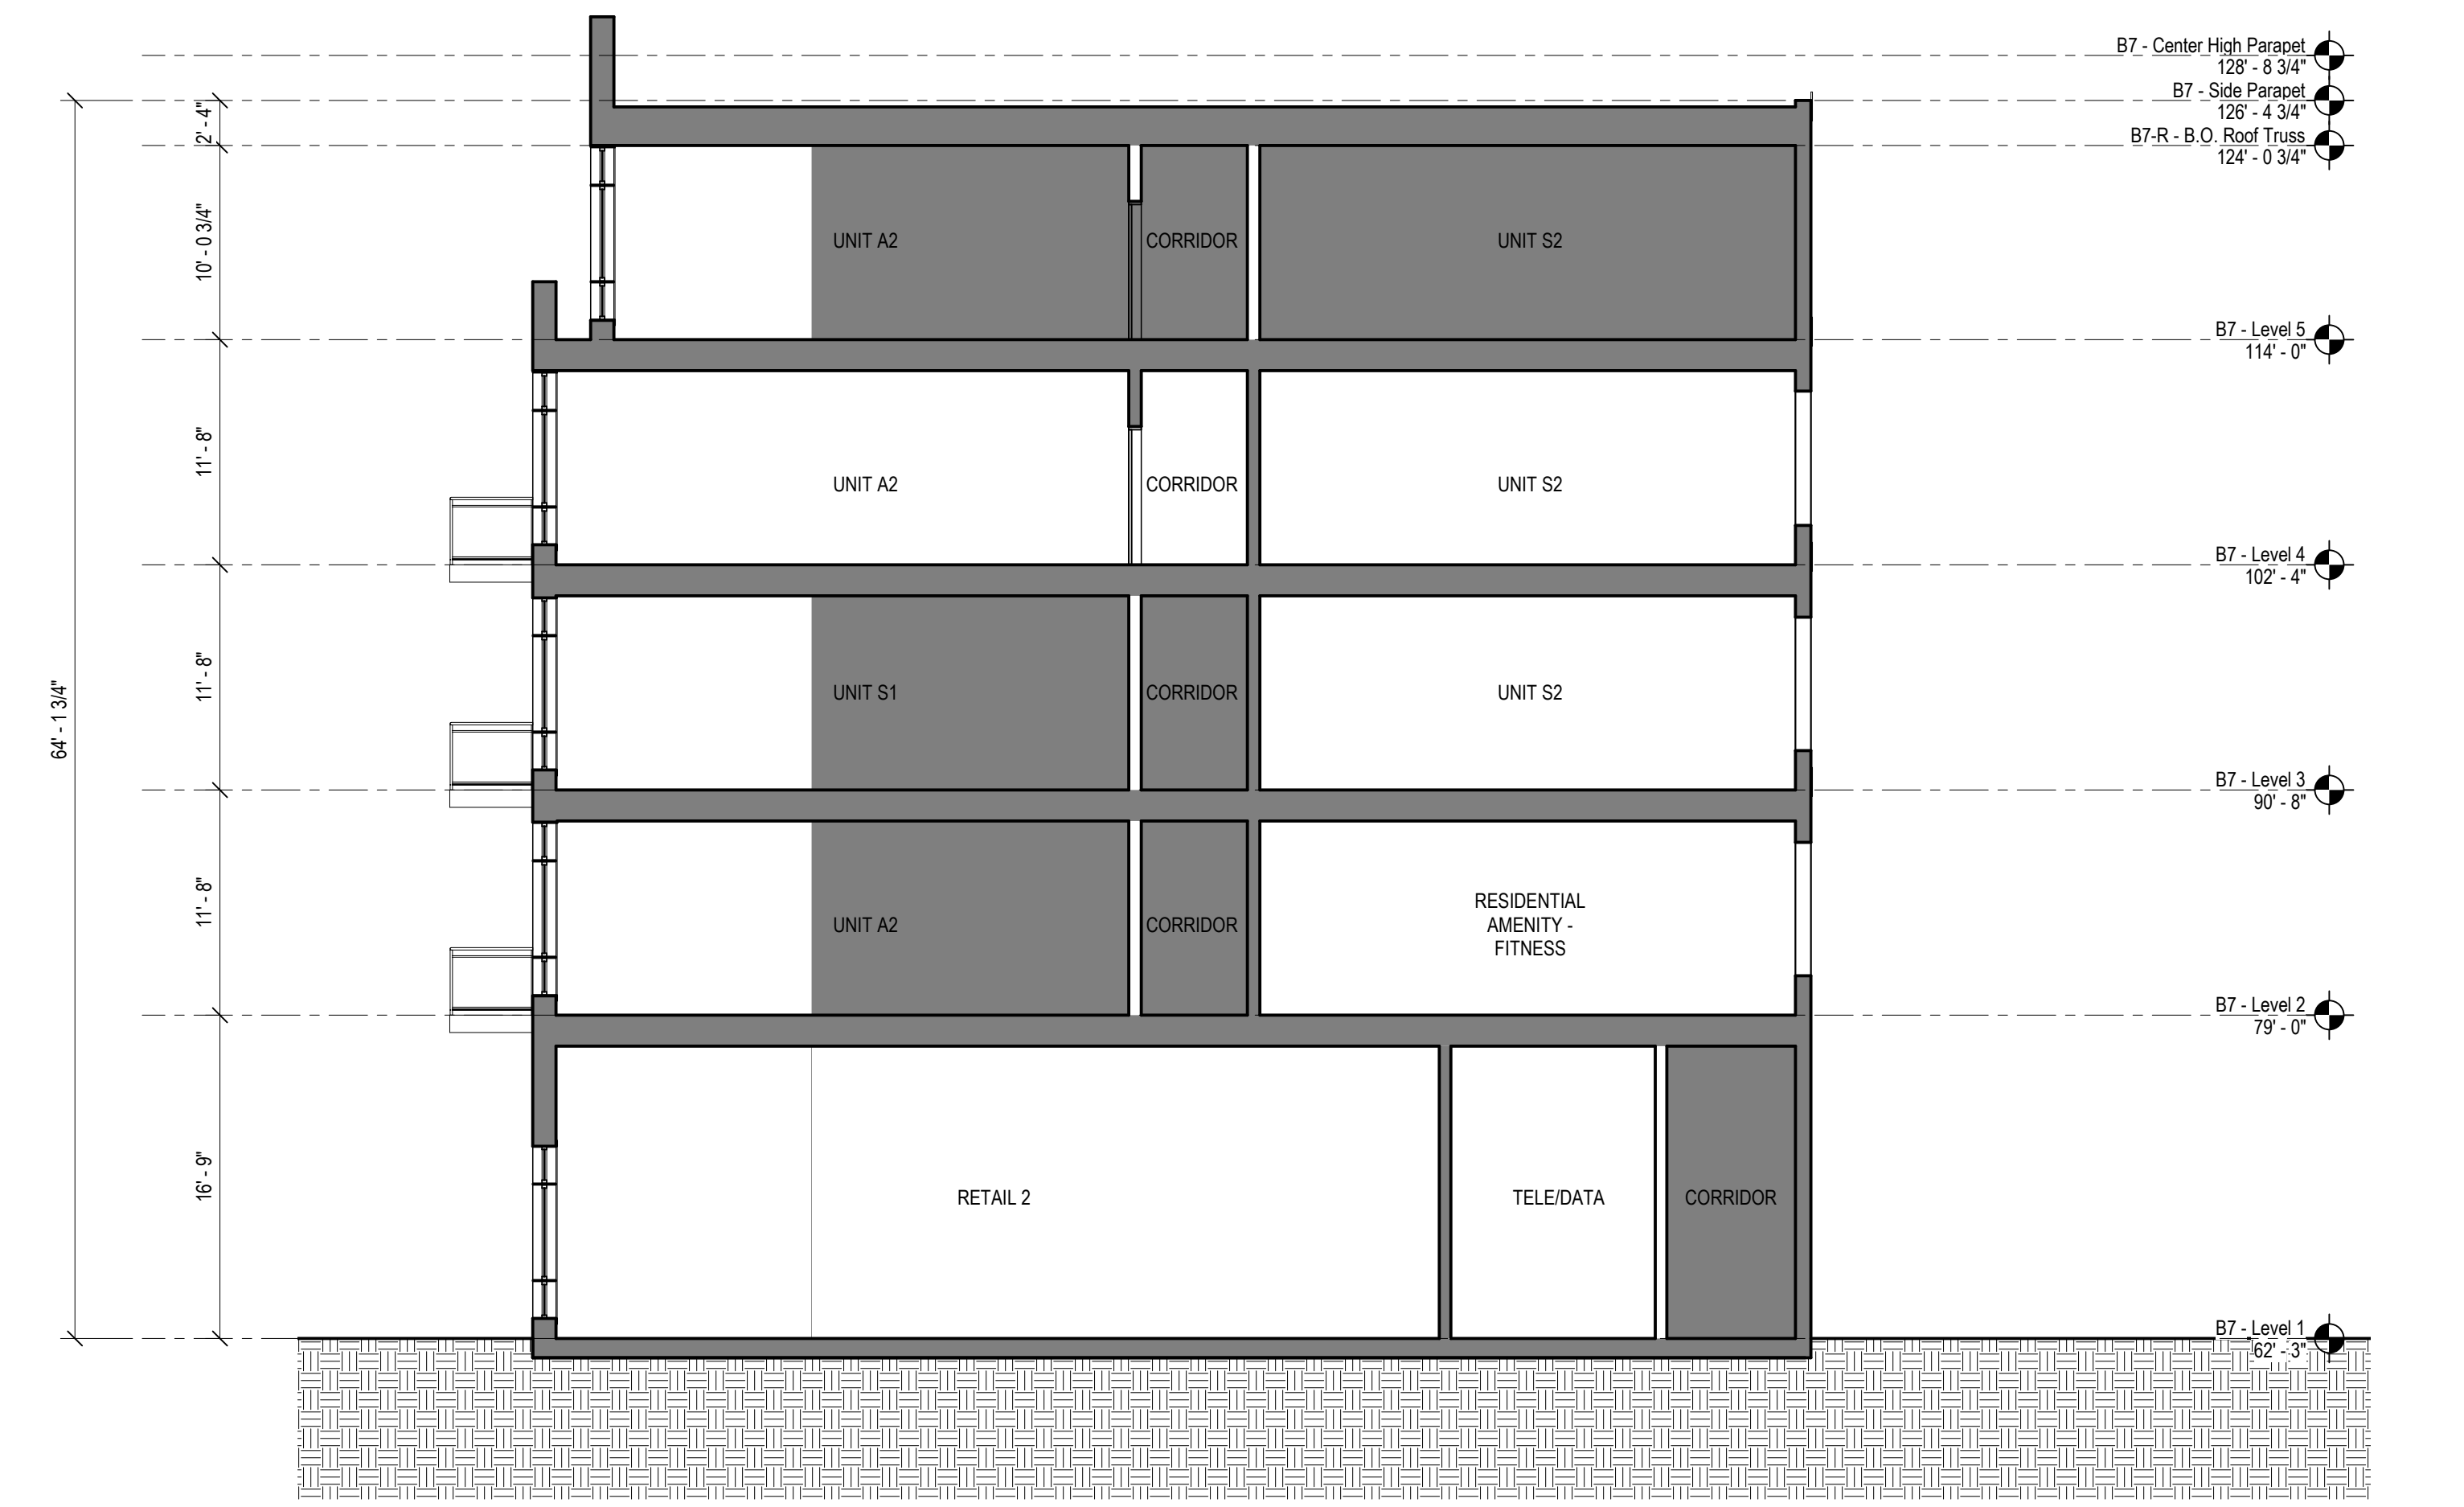 B7 - Center High Parapet
128' - 8 3/4"
B7 - Side Parapet
126' - 4 3/4"
B7-R - B.O. Roof Truss
124' - 0 3/4"
2' - 4"
10' - 0 3/4"
UNIT A2
CORRIDOR
UNIT S2
B7 - Level 5
114' - 0"
11' - 8"
UNIT A2
CORRIDOR
UNIT S2
B7 - Level 4
102' - 4"
11' - 8"
UNIT S1
CORRIDOR
UNIT S2
64' - 1 3/4"
B7 - Level 3
90' - 8"
11' - 8"
UNIT A2
CORRIDOR
RESIDENTIAL
AMENITY -
FITNESS
B7 - Level 2
79' - 0"
16' - 9"
RETAIL 2
TELE/DATA
CORRIDOR
B7 - Level 1
62' - 3"